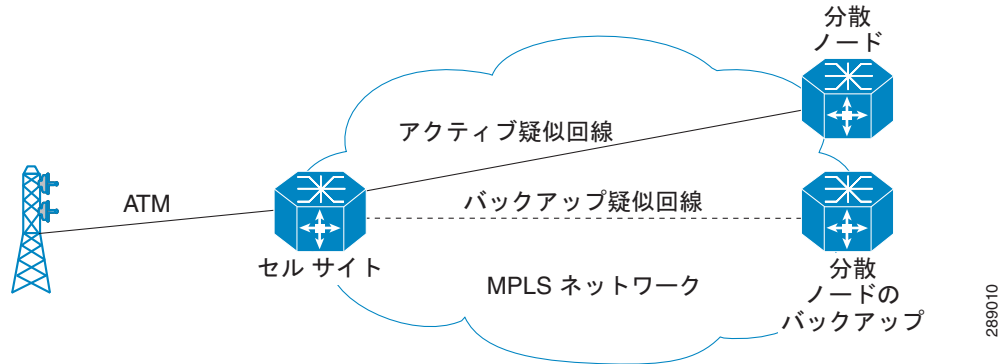 分散
ノード
アクティブ疑似回線
ATM
バックアップ疑似回線
セル サイト
MPLS ネットワーク
分散
ノードの
バックアップ
289010